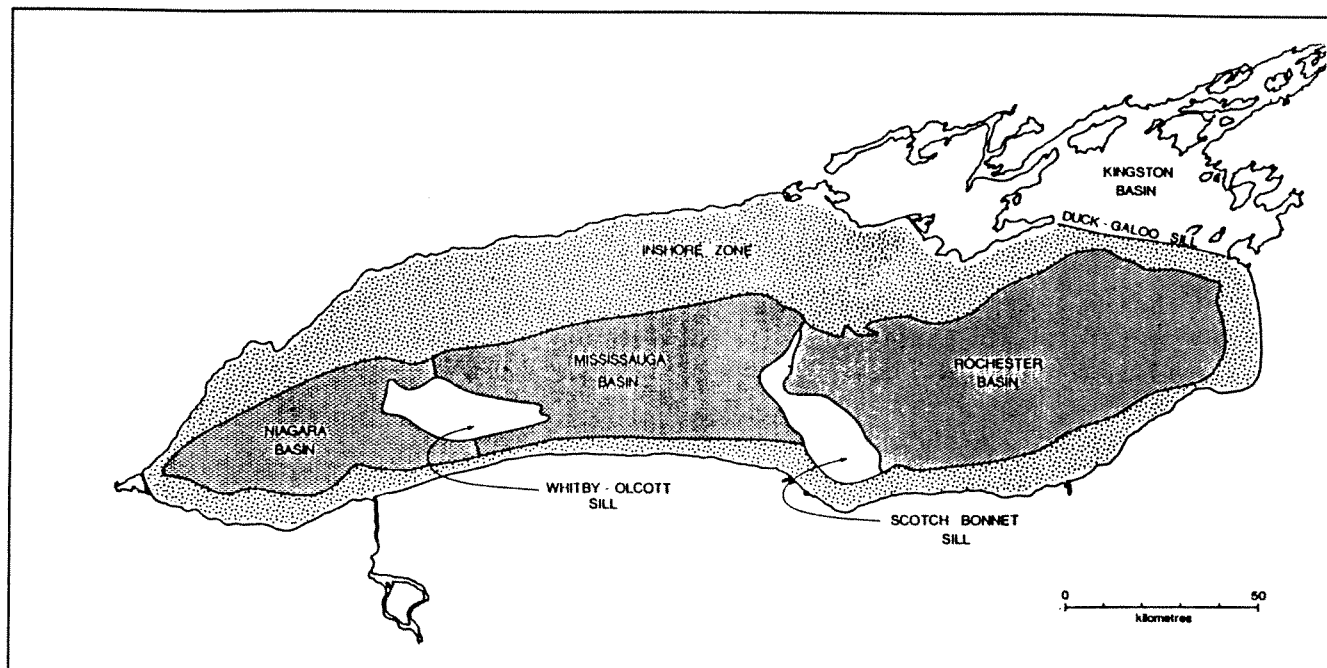 KINGSTON
BASIN
DUCK - GALOO SILL
INSHORE ZONE
MISSISSAUGA
BASIN
ROCHESTER
BASIN
NIAGARA
BASIN
WHITBY - OLCOTT
SILL
SCOTCH BONNET
SILL
0 50
kilometres